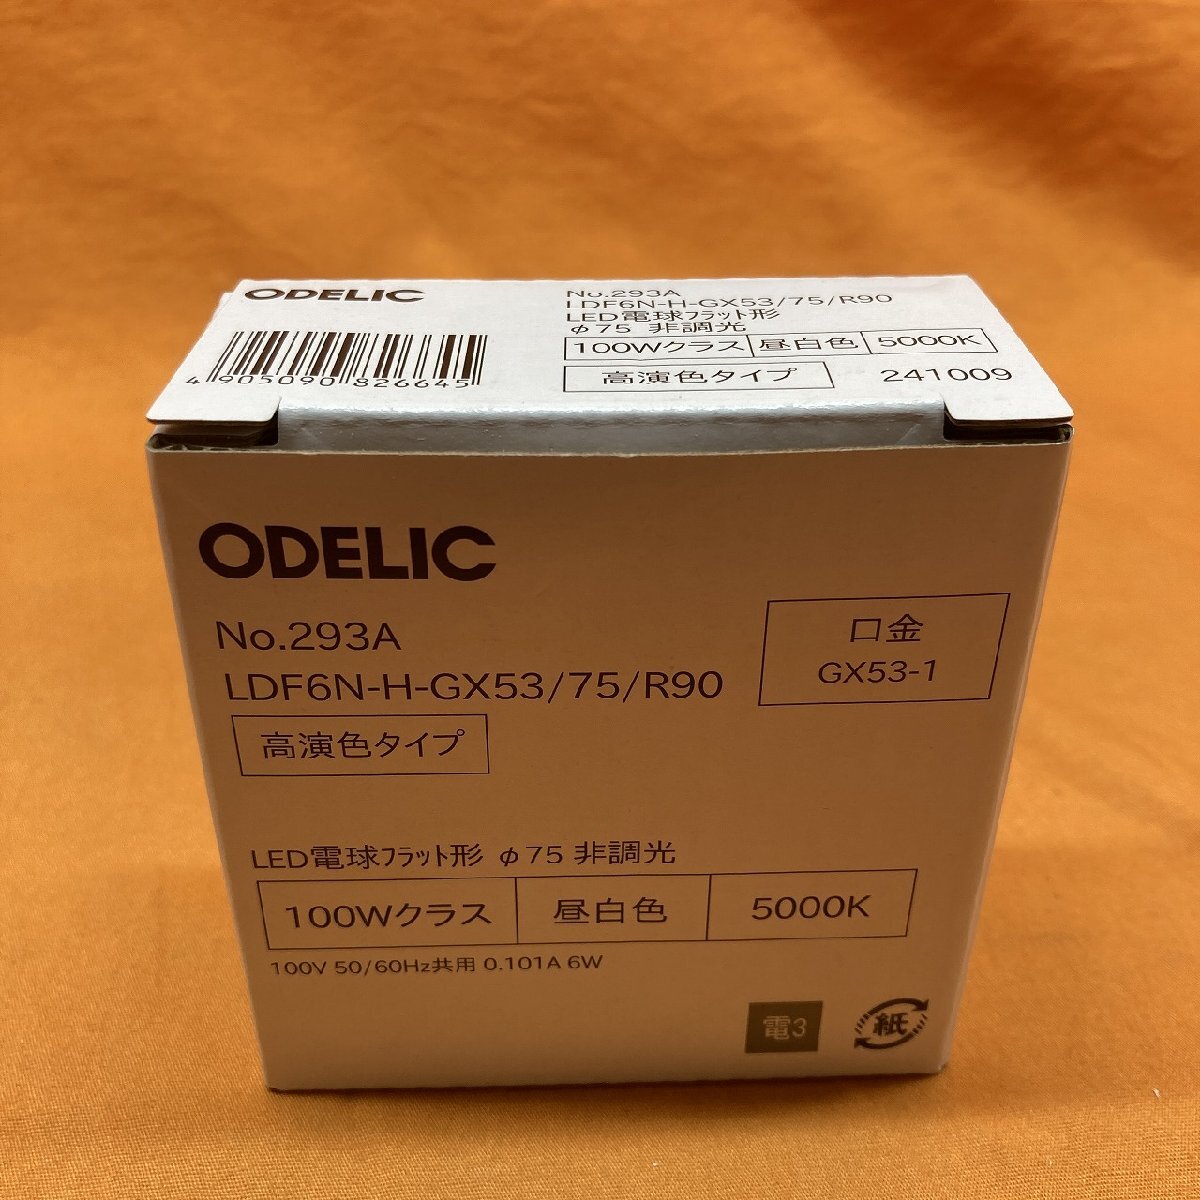 ODELIC
4905090826645
No.293A
LDF6N-H-GX53/75/R90
LED電球フラット形
φ75 非調光
100Wクラス 昼白色 5000K
高演色タイプ 241009
ODELIC
No.293A
LDF6N-H-GX53/75/R90
高演色タイプ
口金
GX53-1
LED電球フラット形 φ75 非調光
100Wクラス 昼白色 5000K
100V 50/60Hz共用 0.101A 6W
電3
紙